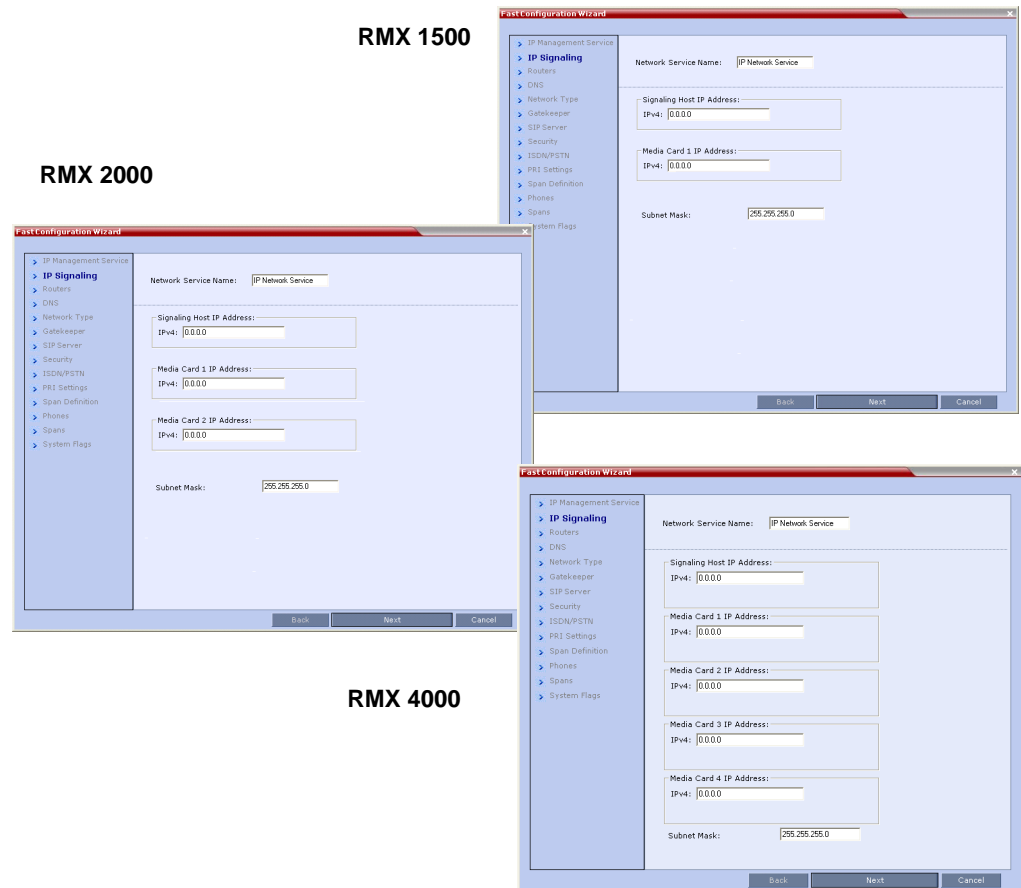 RMX 1500
Fast Configuration Wizard
IP Management Service
IP Signaling
Routers
DNS
Network Type
Gatekeeper
SIP Server
Security
ISDN/PSTN
PRI Settings
Span Definition
Phones
Spans
System Flags
Network Service Name: IP Network Service
Signaling Host IP Address:
IPv4: 0.0.0.0
Media Card 1 IP Address:
IPv4: 0.0.0.0
Subnet Mask: 255.255.255.0
Back Next Cancel
RMX 2000
Fast Configuration Wizard
IP Management Service
IP Signaling
Routers
DNS
Network Type
Gatekeeper
SIP Server
Security
ISDN/PSTN
PRI Settings
Span Definition
Phones
Spans
System Flags
Network Service Name: IP Network Service
Signaling Host IP Address:
IPv4: 0.0.0.0
Media Card 1 IP Address:
IPv4: 0.0.0.0
Media Card 2 IP Address:
IPv4: 0.0.0.0
Subnet Mask: 255.255.255.0
Back Next Cancel
RMX 4000
Fast Configuration Wizard
IP Management Service
IP Signaling
Routers
DNS
Network Type
Gatekeeper
SIP Server
Security
ISDN/PSTN
PRI Settings
Span Definition
Phones
Spans
System Flags
Network Service Name: IP Network Service
Signaling Host IP Address:
IPv4: 0.0.0.0
Media Card 1 IP Address:
IPv4: 0.0.0.0
Media Card 2 IP Address:
IPv4: 0.0.0.0
Media Card 3 IP Address:
IPv4: 0.0.0.0
Media Card 4 IP Address:
IPv4: 0.0.0.0
Subnet Mask: 255.255.255.0
Back Next Cancel